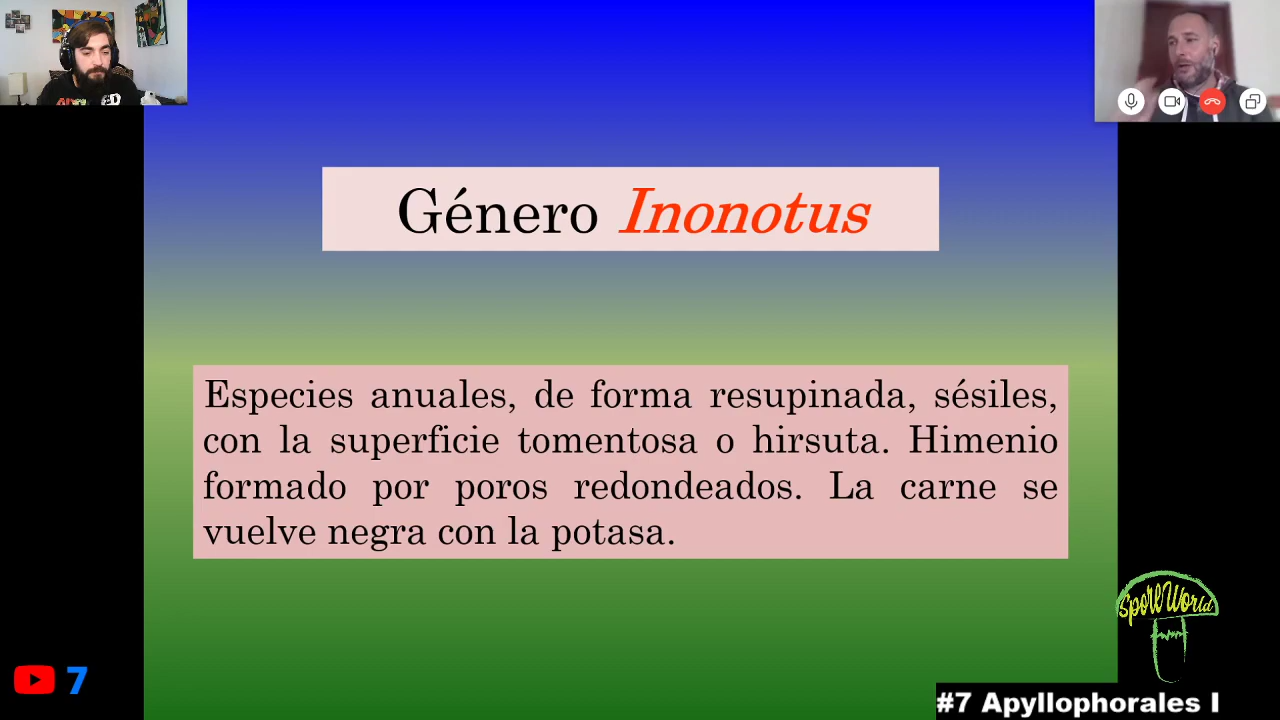 Género Inonotus
Especies anuales, de forma resupinada, sésiles,
con la superficie tomentosa o hirsuta. Himenio
formado por poros redondeados. La carne se
vuelve negra con la potasa.
SporeWorld
7
#7 Apyllophorales I